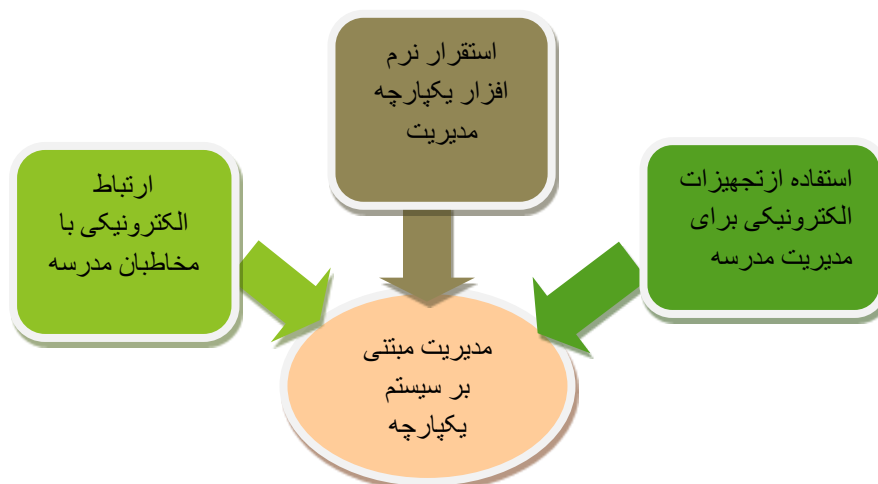 استقرار نرم
افزار یکپارچه
مدیریت
استفاده ازتجهیزات
الکترونیکی برای
مدیریت مدرسه
ارتباط
الکترونیکی با
مخاطبان مدرسه
مدیریت مبتنی
بر سیستم
یکپارچه